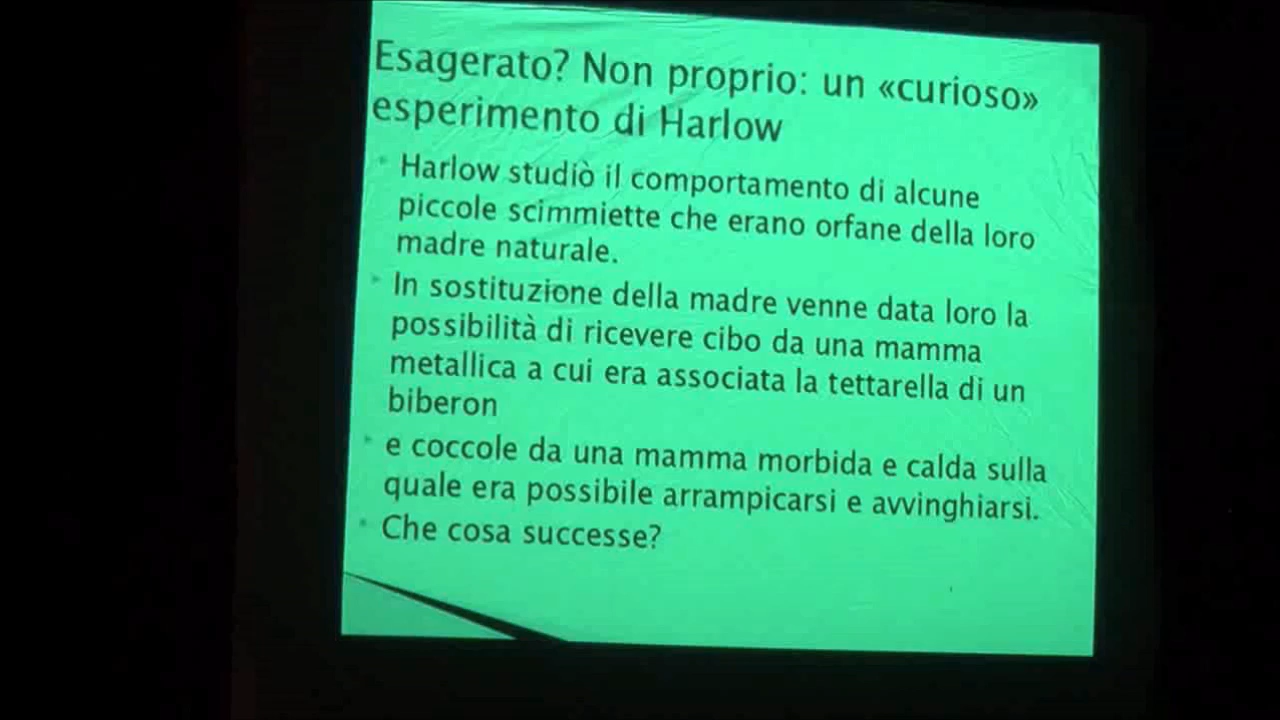 Esagerato? Non proprio: un «curioso»
esperimento di Harlow
Harlow studiò il comportamento di alcune
piccole scimmiette che erano orfane della loro
madre naturale.
In sostituzione della madre venne data loro la
possibilità di ricevere cibo da una mamma
metallica a cui era associata la tettarella di un
biberon
e coccole da una mamma morbida e calda sulla
quale era possibile arrampicarsi e avvinghiarsi.
Che cosa successe?